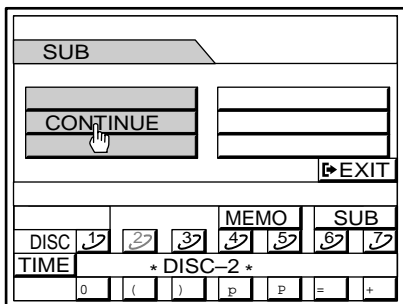 SUB
CONTINUE
EXIT
MEMO SUB
DISC 1 2 3 4 5 6 7
TIME * DISC–2 *
0 ( ) p P = +